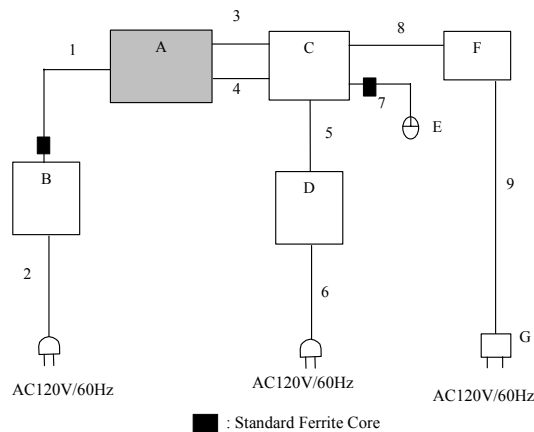 3
8
1
A
C
F
4
7
E
5
B
D
9
2
6
G
AC120V/60Hz
AC120V/60Hz
AC120V/60Hz
: Standard Ferrite Core